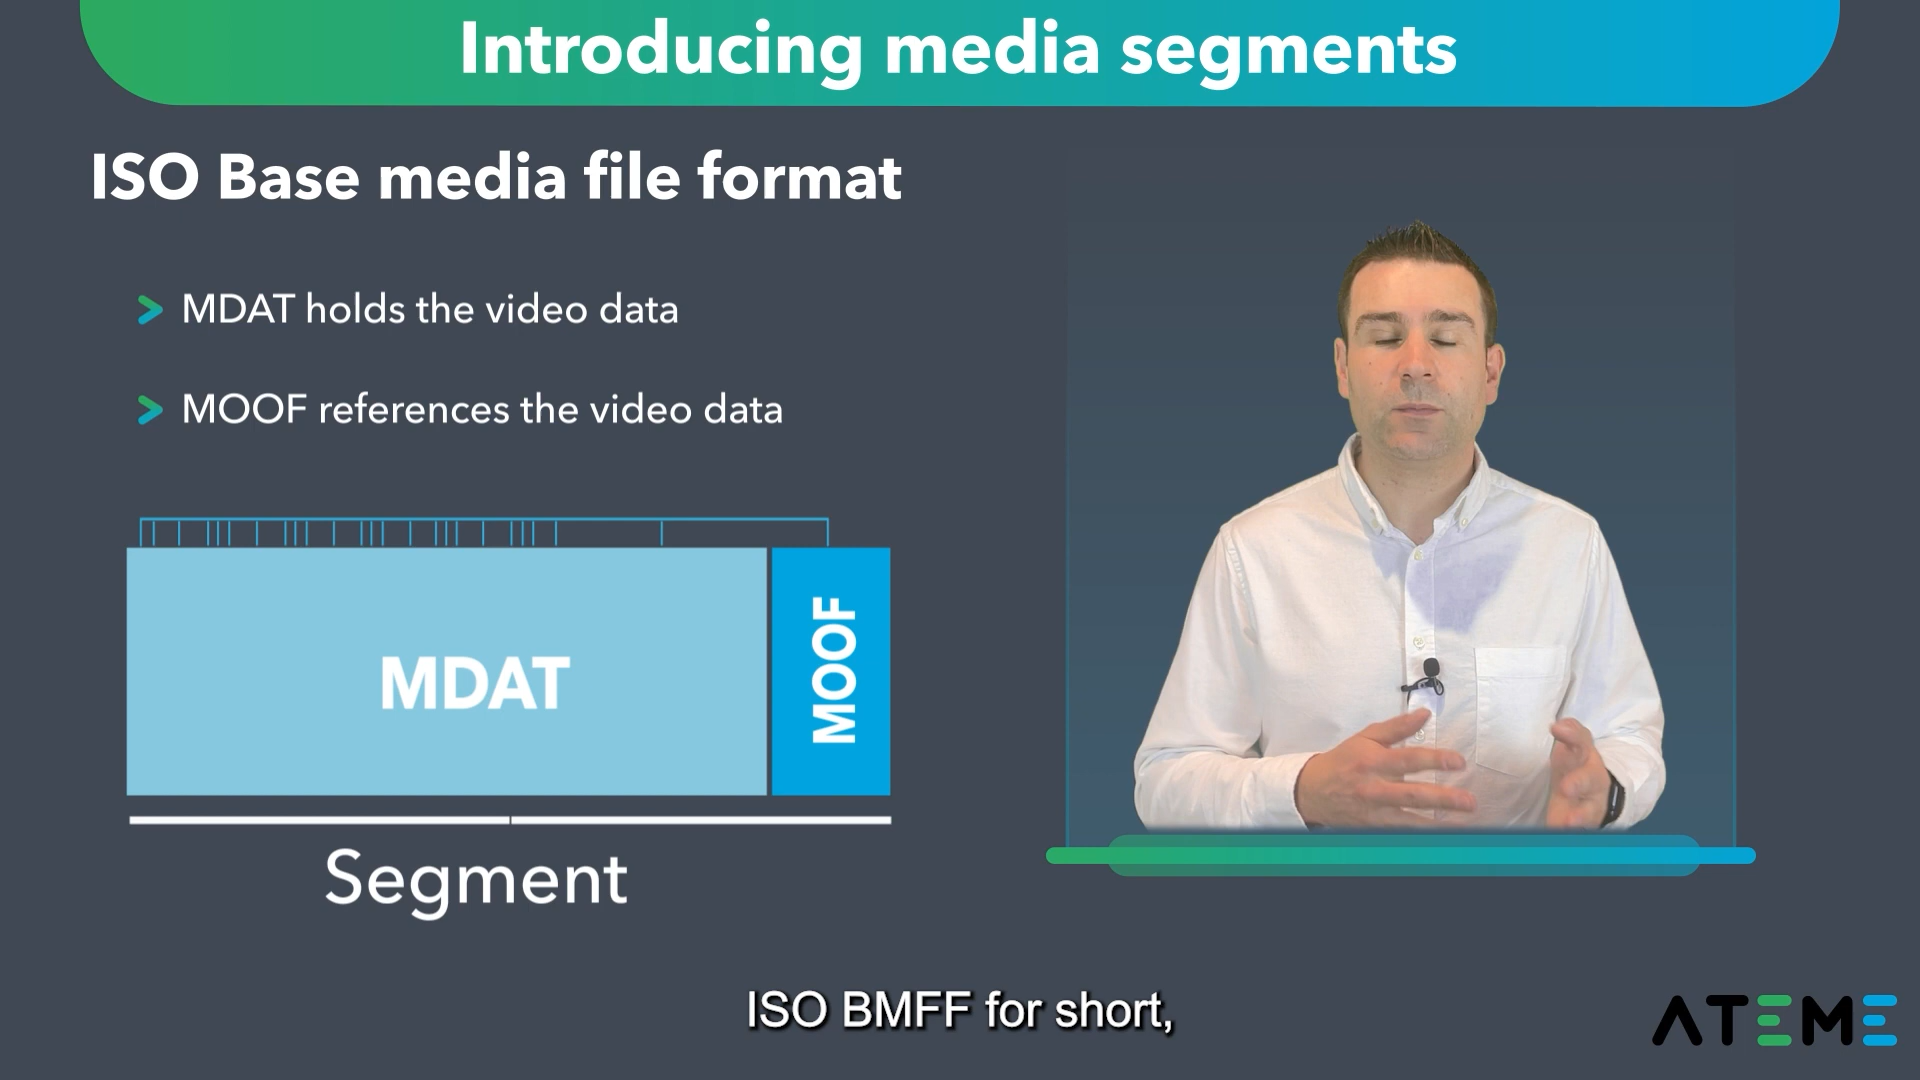 Introducing media segments
ISO Base media file format
MDAT holds the video data
MOOF references the video data
MDAT
MOOF
Segment
ISO BMFF for short,
ATEME